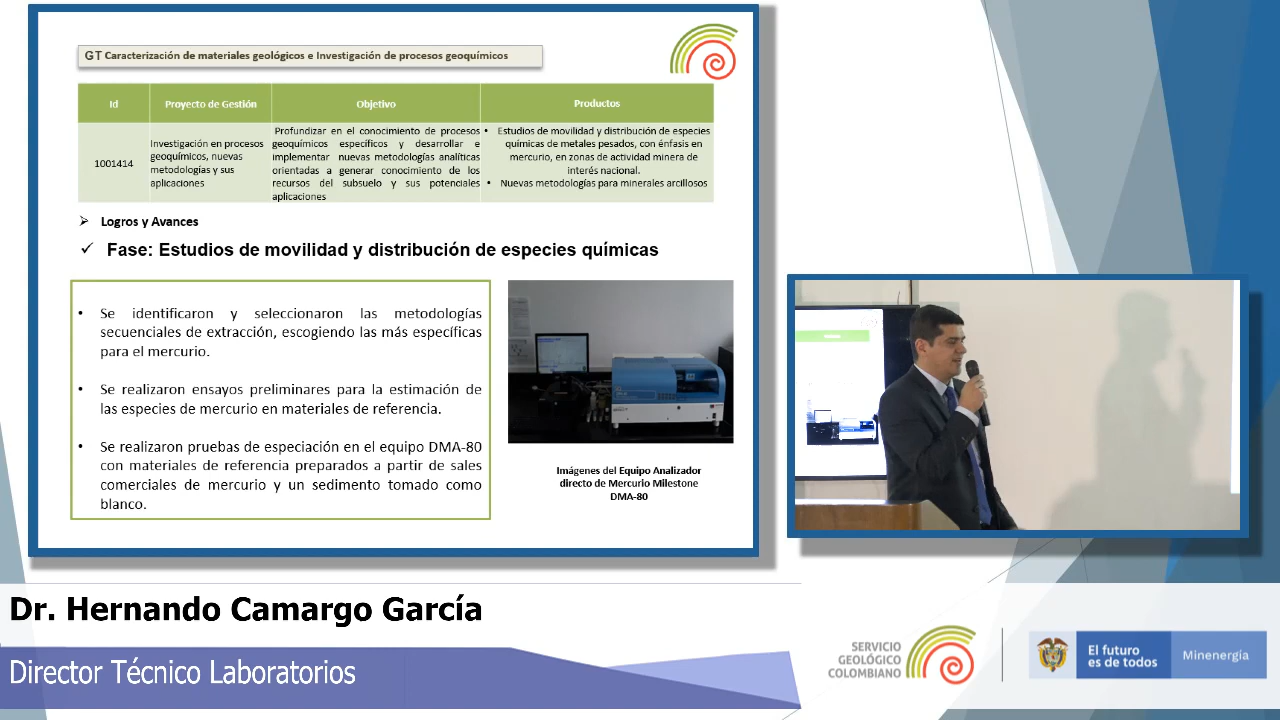 GT Caracterización de materiales geológicos e Investigación de procesos geoquímicos
Id
Proyecto de Gestión
Objetivo
Productos
1001414
Investigación en procesos
geoquímicos, nuevas
metodologías y sus
aplicaciones
Profundizar en el conocimiento de procesos
geoquímicos específicos y desarrollar e
implementar nuevas metodologías analíticas
orientadas a generar conocimiento de los
recursos del subsuelo y sus potenciales
aplicaciones
• Estudios de movilidad y distribución de especies
químicas de metales pesados, con énfasis en
mercurio, en zonas de actividad minera de
interés nacional.
• Nuevas metodologías para minerales arcillosos
➢ Logros y Avances
✓ Fase: Estudios de movilidad y distribución de especies químicas
• Se identificaron y seleccionaron las metodologías
secuenciales de extracción, escogiendo las más específicas
para el mercurio.
• Se realizaron ensayos preliminares para la estimación de
las especies de mercurio en materiales de referencia.
• Se realizaron pruebas de especiación en el equipo DMA-80
con materiales de referencia preparados a partir de sales
comerciales de mercurio y un sedimento tomado como
blanco.
Imágenes del Equipo Analizador
directo de Mercurio Milestone
DMA-80
Dr. Hernando Camargo García
Director Técnico Laboratorios
SERVICIO
GEOLÓGICO
COLOMBIANO
El futuro
es de todos
Minenergía